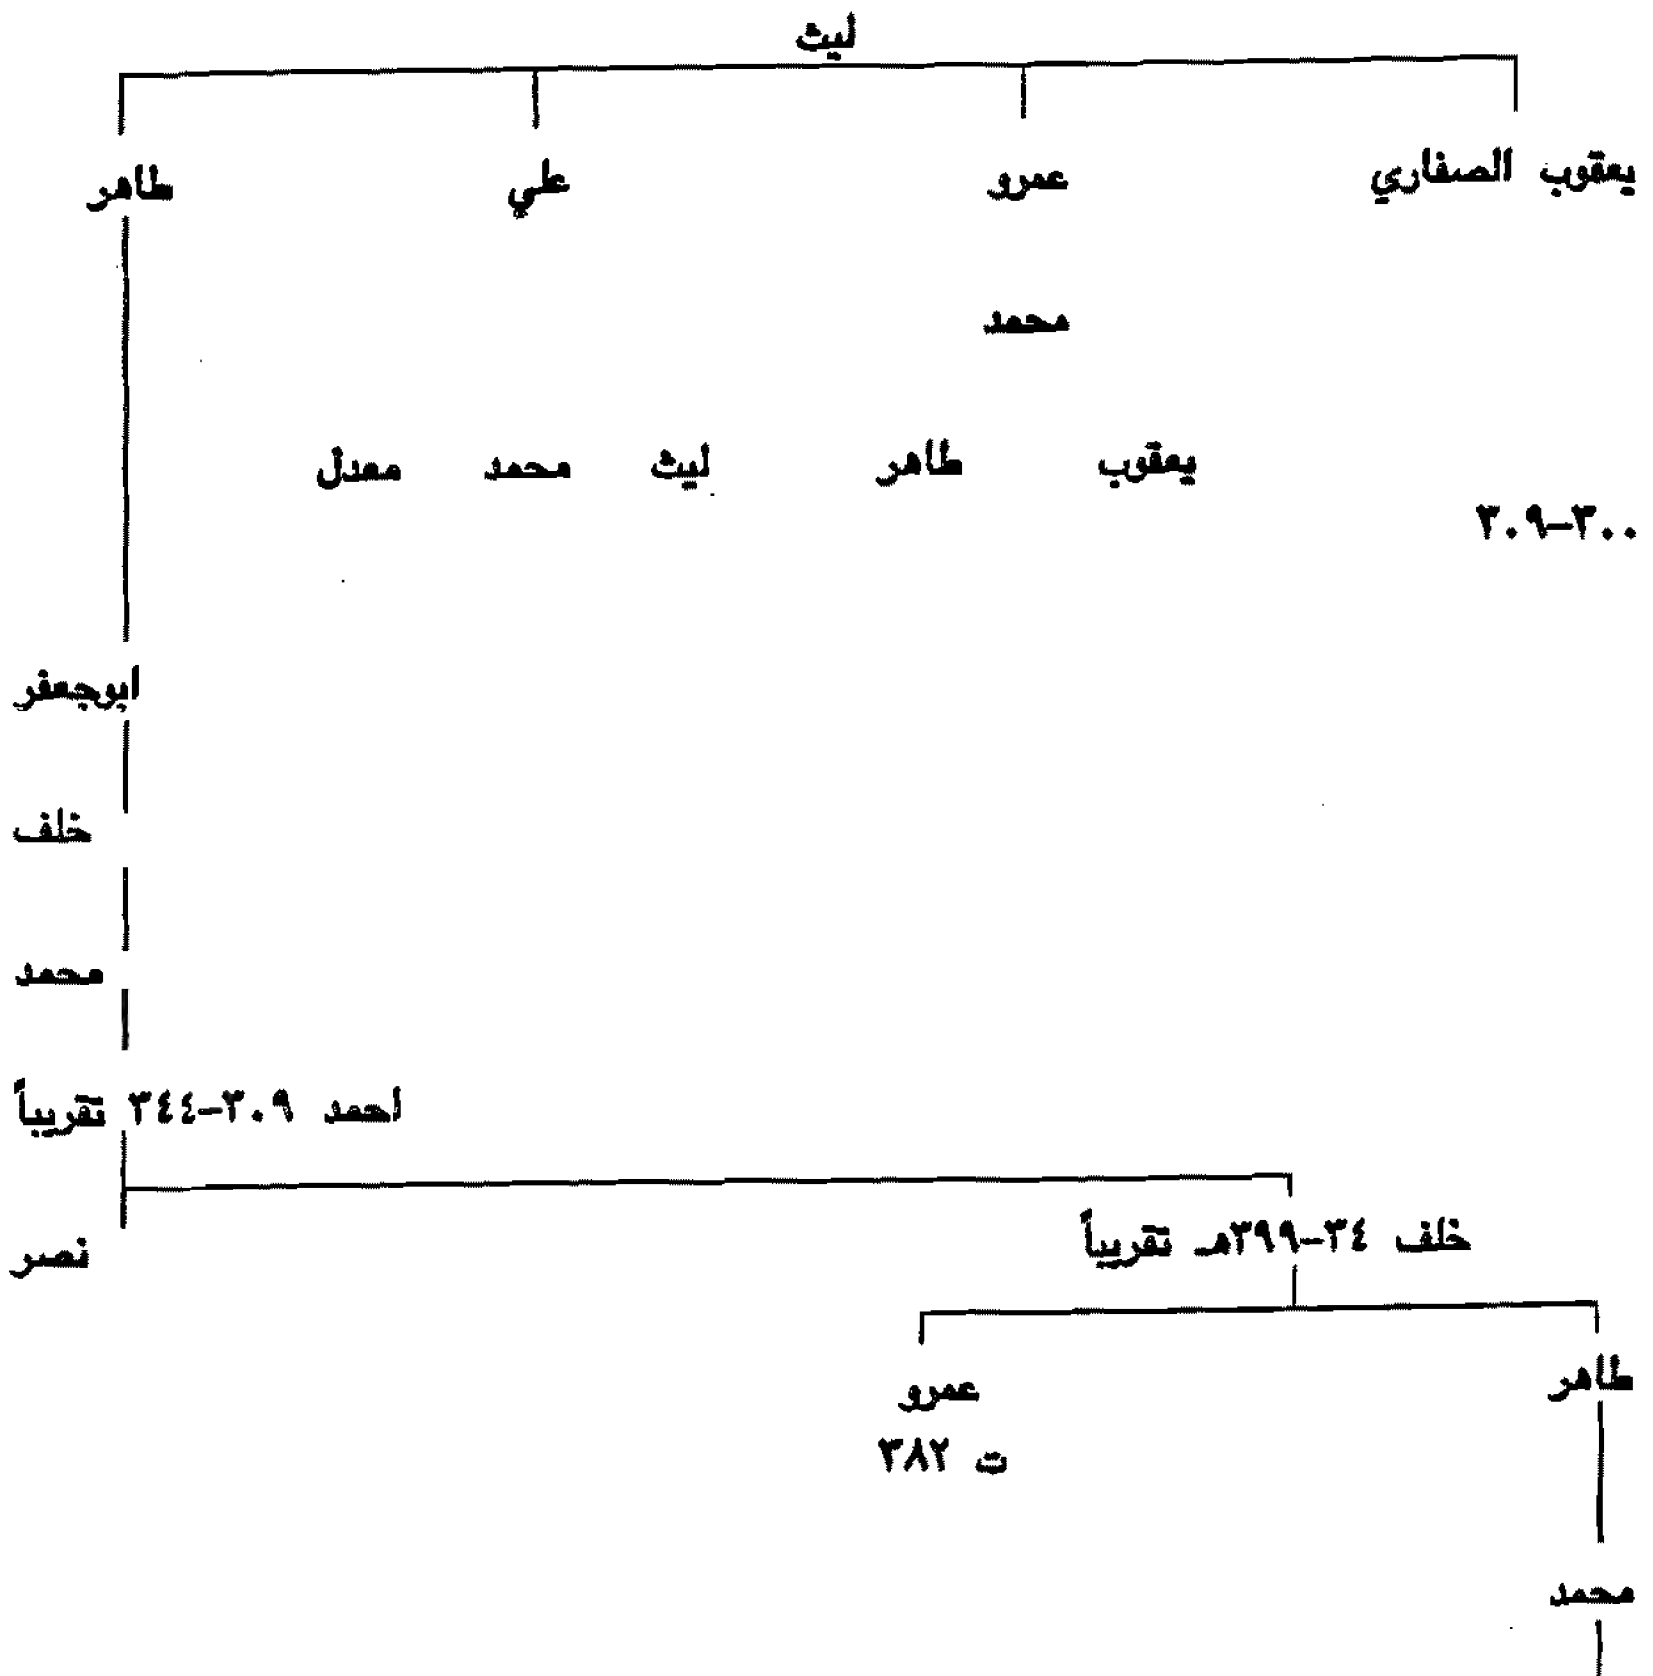 ليث
يعقوب الصفاري عمرو علي طاهر
محمد
يعقوب طاهر ليث محمد معدل
٣٠٠-٣٠٩
ابوجعفر
خلف
محمد
احمد ٣٠٩-٣٤٤ تقريباً
نصر
خلف ٣٤-٣٩٩هـ تقريباً
طاهر عمرو
ت ٣٨٢
محمد